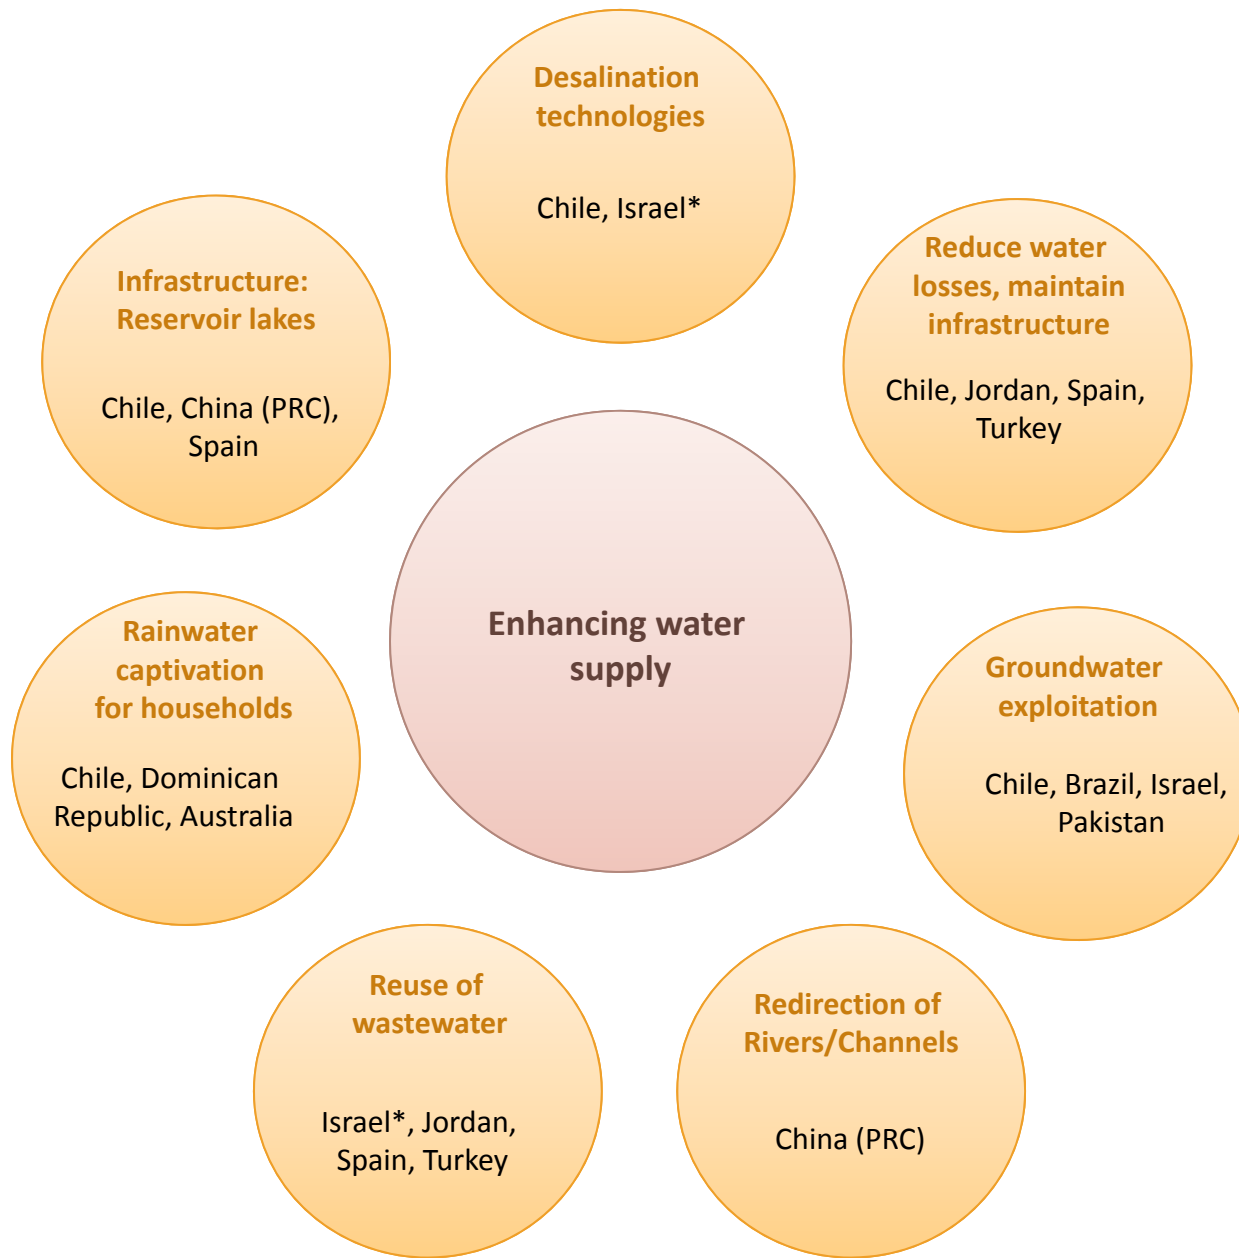 Desalination
technologies
Chile, Israel*
Reduce water
losses, maintain
infrastructure
Chile, Jordan, Spain,
Turkey
Groundwater
exploitation
Chile, Brazil, Israel,
Pakistan
Redirection of
Rivers/Channels
China (PRC)
Reuse of
wastewater
Israel*, Jordan,
Spain, Turkey
Rainwater
captivation
for households
Chile, Dominican
Republic, Australia
Infrastructure:
Reservoir lakes
Chile, China (PRC),
Spain
Enhancing water
supply